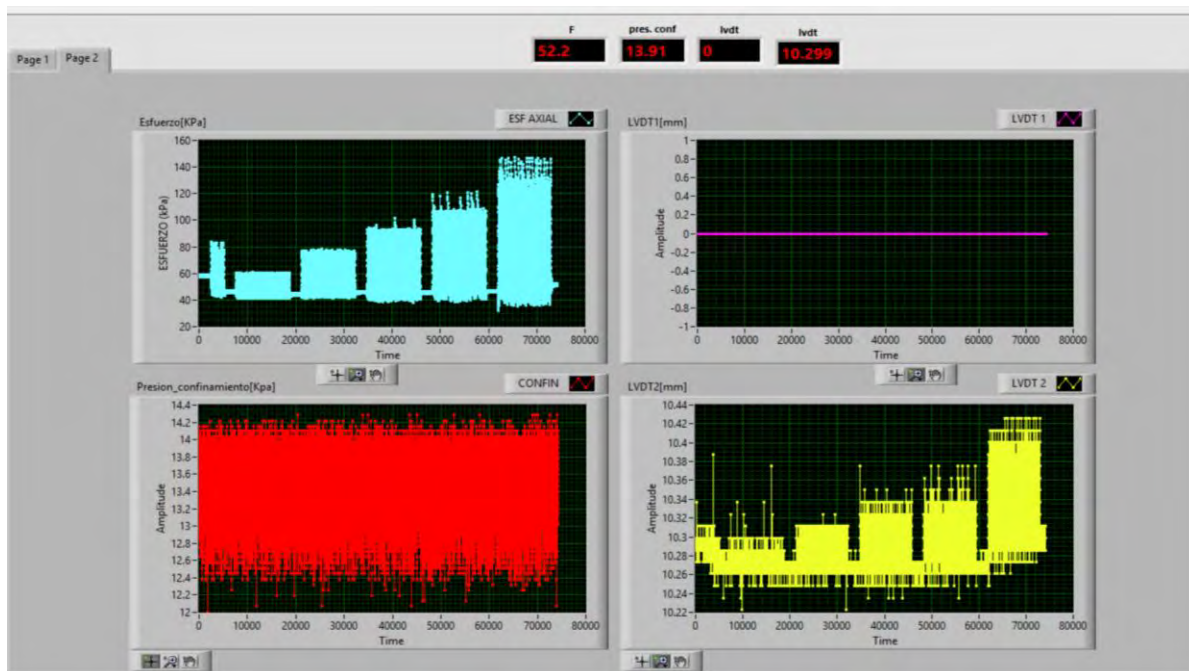 F pres. conf lvdt lvdt
52.2 13.91 0 10.299
Page 1 Page 2
Esfuerzo[KPa] ESF AXIAL
160
140
120
100
80
60
40
20
ESFUERZO (kPa)
0 10000 20000 30000 40000 50000 60000 70000 80000
Time
LVDT1[mm] LVDT 1
1
0.8
0.6
0.4
0.2
0
-0.2
-0.4
-0.6
-0.8
-1
Amplitude
0 10000 20000 30000 40000 50000 60000 70000 80000
Time
Presion_confinamiento[Kpa] CONFIN
14.4
14.2
14
13.8
13.6
13.4
13.2
13
12.8
12.6
12.4
12.2
12
Amplitude
0 10000 20000 30000 40000 50000 60000 70000 80000
Time
LVDT2[mm] LVDT 2
10.44
10.42
10.4
10.38
10.36
10.34
10.32
10.3
10.28
10.26
10.24
10.22
Amplitude
0 10000 20000 30000 40000 50000 60000 70000 80000
Time